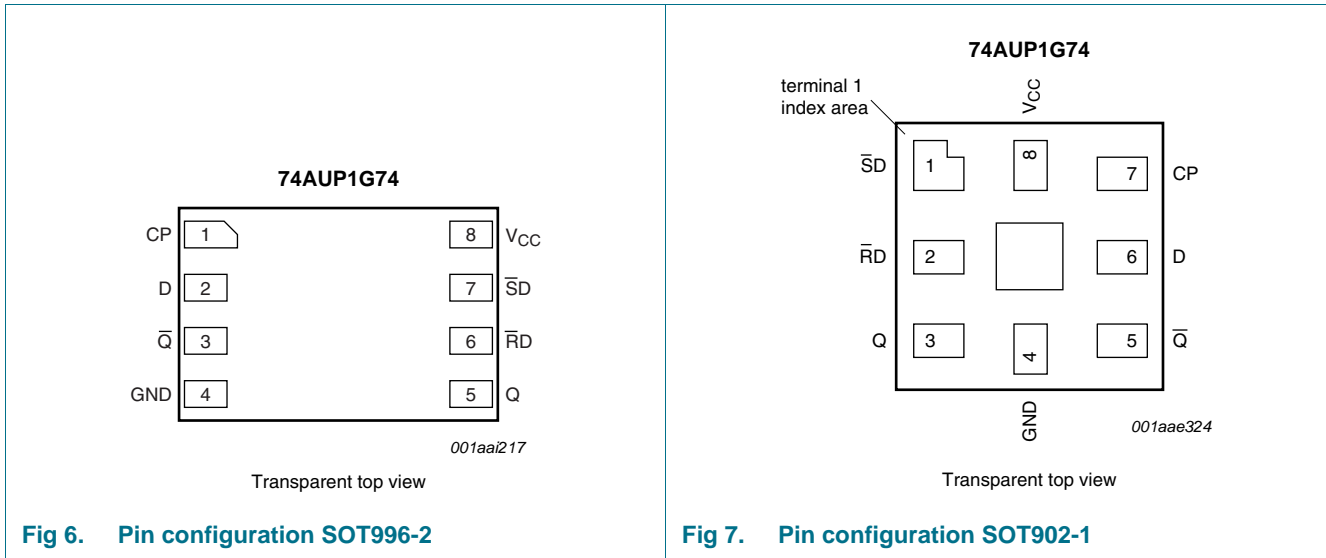 74AUP1G74
CP 1 8 VCC
D 2 7 S̅D
Q̅ 3 6 R̅D
GND 4 5 Q
001aai217
Transparent top view
Fig 6. Pin configuration SOT996-2
74AUP1G74
terminal 1
index area
VCC
S̅D 1 8 7 CP
R̅D 2 6 D
Q 3 4 5 Q̅
GND
001aae324
Transparent top view
Fig 7. Pin configuration SOT902-1